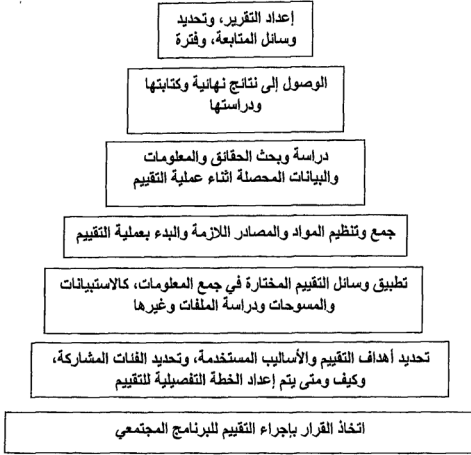 إعداد التقرير، وتحديد
وسائل المتابعة، وفترة
الوصول إلى نتائج نهائية وكتابتها
ودراستها
دراسة وبحث الحقائق والمعلومات
والبيانات المحصلة اثناء عملية التقييم
جمع وتنظيم المواد والمصادر اللازمة والبدء بعملية التقييم
تطبيق وسائل التقييم المختارة في جمع المعلومات، كالاستبيانات
والمسوحات ودراسة الملفات وغيرها
تحديد أهداف التقييم والأساليب المستخدمة، وتحديد الفئات المشاركة،
وكيف ومتى يتم إعداد الخطة التفصيلية للتقييم
اتخاذ القرار بإجراء التقييم للبرنامج المجتمعي